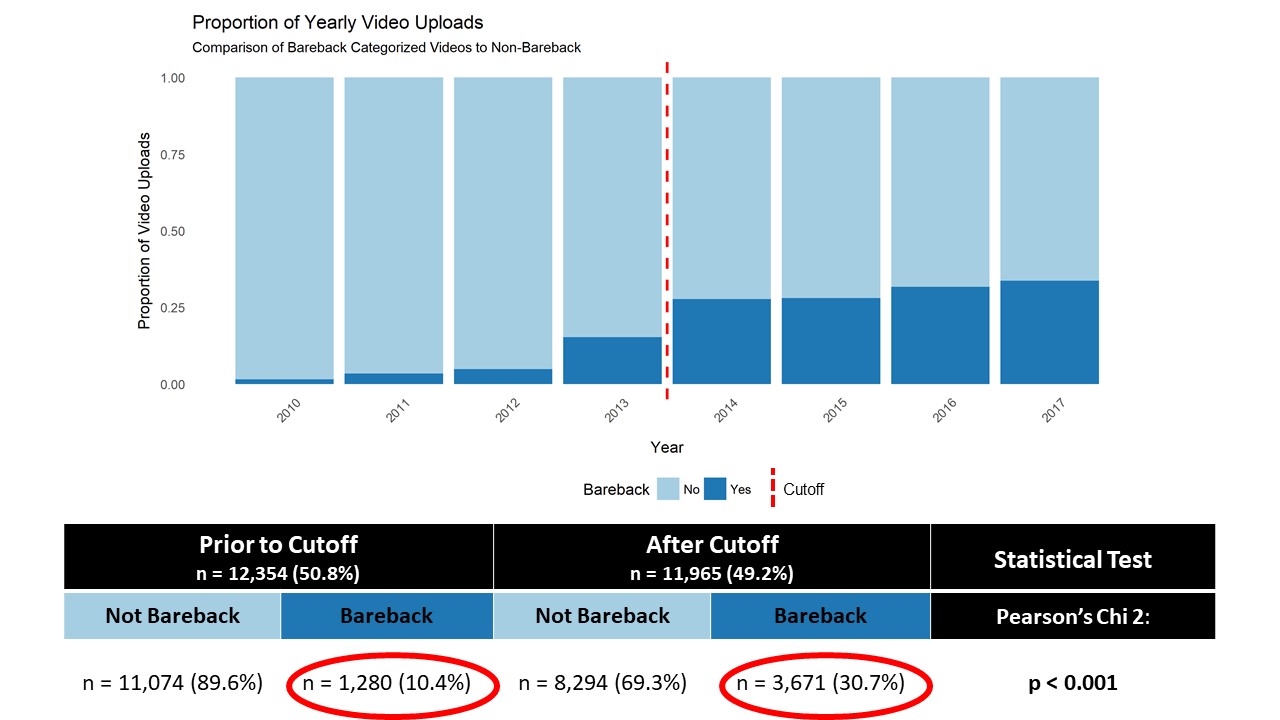 Proportion of Yearly Video Uploads
Comparison of Bareback Categorized Videos to Non-Bareback
1.00
0.75
0.50
0.25
0.00
Proportion of Video Uploads
2010 2011 2012 2013 2014 2015 2016 2017
Year
Bareback No Yes Cutoff
Prior to Cutoff After Cutoff Statistical Test
n = 12,354 (50.8%) n = 11,965 (49.2%)
Not Bareback Bareback Not Bareback Bareback Pearson’s Chi 2:
n = 11,074 (89.6%) n = 1,280 (10.4%) n = 8,294 (69.3%) n = 3,671 (30.7%) p < 0.001